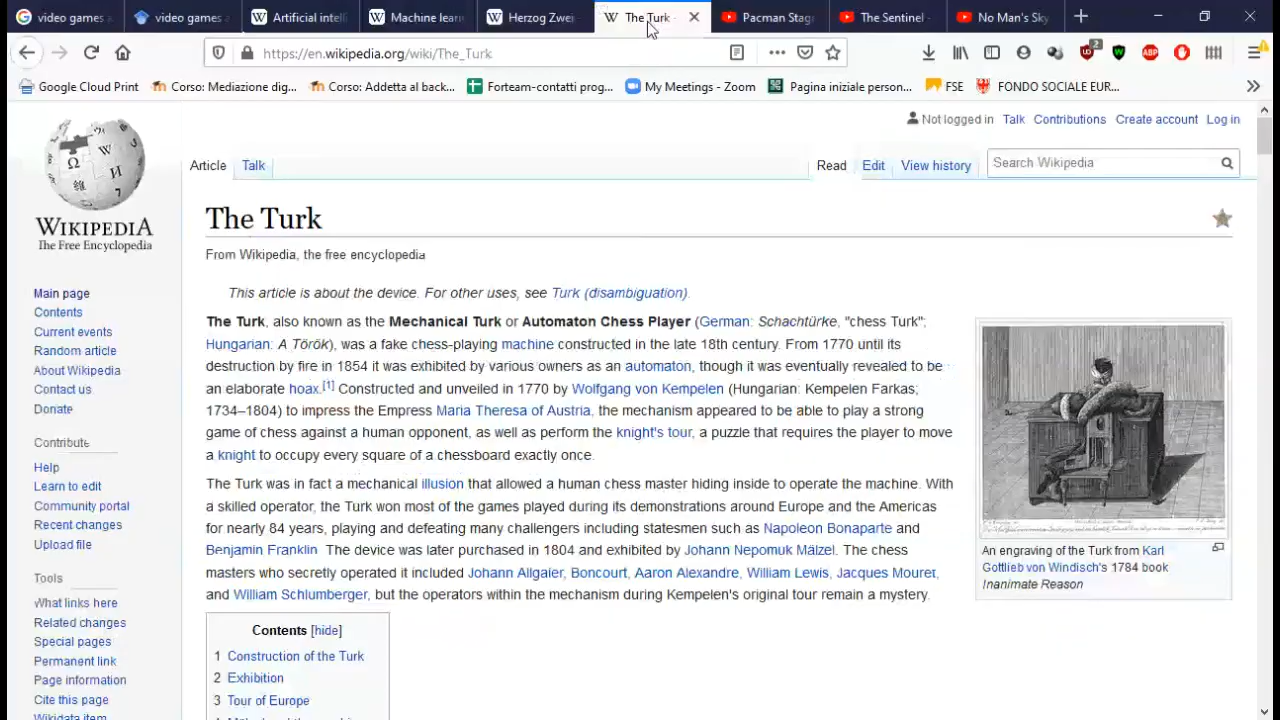 video games a
video games a
Artificial intelli
Machine learn
Herzog Zwei
The Turk
Pacman Stage
The Sentinel -
No Man's Sky
https://en.wikipedia.org/wiki/The_Turk
2
Google Cloud Print
Corso: Mediazione dig...
Corso: Addetta al back...
Forteam-contatti prog...
My Meetings - Zoom
Pagina iniziale person...
FSE
FONDO SOCIALE EUR...
Not logged in Talk Contributions Create account Log in
Article Talk
Read Edit View history
Search Wikipedia
WIKIPEDIA
The Free Encyclopedia
Main page
Contents
Current events
Random article
About Wikipedia
Contact us
Donate
Contribute
Help
Learn to edit
Community portal
Recent changes
Upload file
Tools
What links here
Related changes
Special pages
Permanent link
Page information
Cite this page
Wikidata item
The Turk
From Wikipedia, the free encyclopedia
This article is about the device. For other uses, see Turk (disambiguation).
The Turk, also known as the Mechanical Turk or Automaton Chess Player (German: Schachtürke, "chess Turk";
Hungarian: A Török), was a fake chess-playing machine constructed in the late 18th century. From 1770 until its
destruction by fire in 1854 it was exhibited by various owners as an automaton, though it was eventually revealed to be
an elaborate hoax.[1] Constructed and unveiled in 1770 by Wolfgang von Kempelen (Hungarian: Kempelen Farkas;
1734–1804) to impress the Empress Maria Theresa of Austria, the mechanism appeared to be able to play a strong
game of chess against a human opponent, as well as perform the knight's tour, a puzzle that requires the player to move
a knight to occupy every square of a chessboard exactly once.
The Turk was in fact a mechanical illusion that allowed a human chess master hiding inside to operate the machine. With
a skilled operator, the Turk won most of the games played during its demonstrations around Europe and the Americas
for nearly 84 years, playing and defeating many challengers including statesmen such as Napoleon Bonaparte and
Benjamin Franklin. The device was later purchased in 1804 and exhibited by Johann Nepomuk Mälzel. The chess
masters who secretly operated it included Johann Allgaier, Boncourt, Aaron Alexandre, William Lewis, Jacques Mouret,
and William Schlumberger, but the operators within the mechanism during Kempelen's original tour remain a mystery.
An engraving of the Turk from Karl
Gottlieb von Windisch's 1784 book
Inanimate Reason
Contents [hide]
1 Construction of the Turk
2 Exhibition
3 Tour of Europe